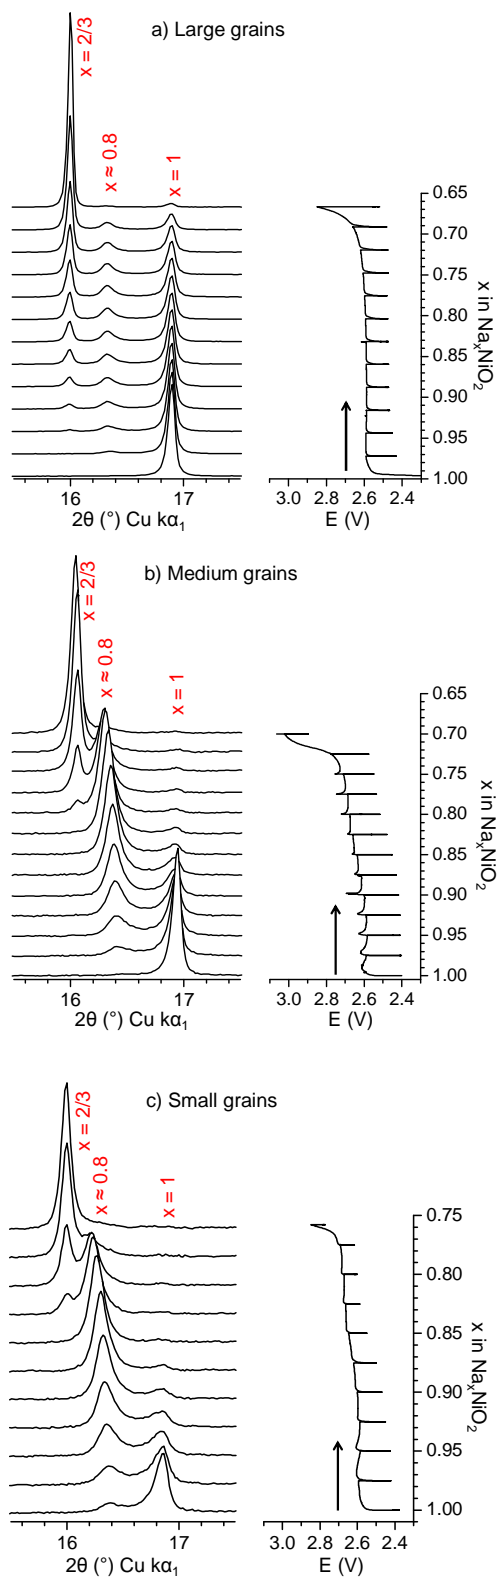 a) Large grains
x = 2/3
x ≈ 0.8
x = 1
16
17
2θ (°) Cu kα₁
0.65
0.70
0.75
0.80
0.85
0.90
0.95
1.00
x in NaₓNiO₂
3.0 2.8 2.6 2.4
E (V)
b) Medium grains
x = 2/3
x ≈ 0.8
x = 1
16
17
2θ (°) Cu kα₁
0.65
0.70
0.75
0.80
0.85
0.90
0.95
1.00
x in NaₓNiO₂
3.0 2.8 2.6 2.4
E (V)
c) Small grains
x = 2/3
x ≈ 0.8
x = 1
16
17
2θ (°) Cu kα₁
0.75
0.80
0.85
0.90
0.95
1.00
x in NaₓNiO₂
3.0 2.8 2.6 2.4
E (V)